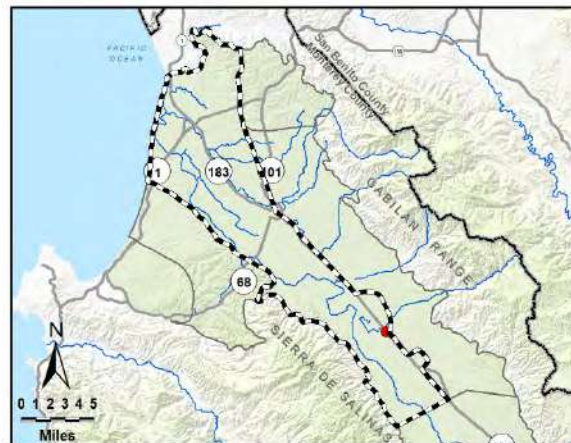 1
PACIFIC
OCEAN
San Benito County
Monterey County
1
183
101
GABILAN RANGE
68
SIERRA DE SALINAS
N
0 1 2 3 4 5
Miles